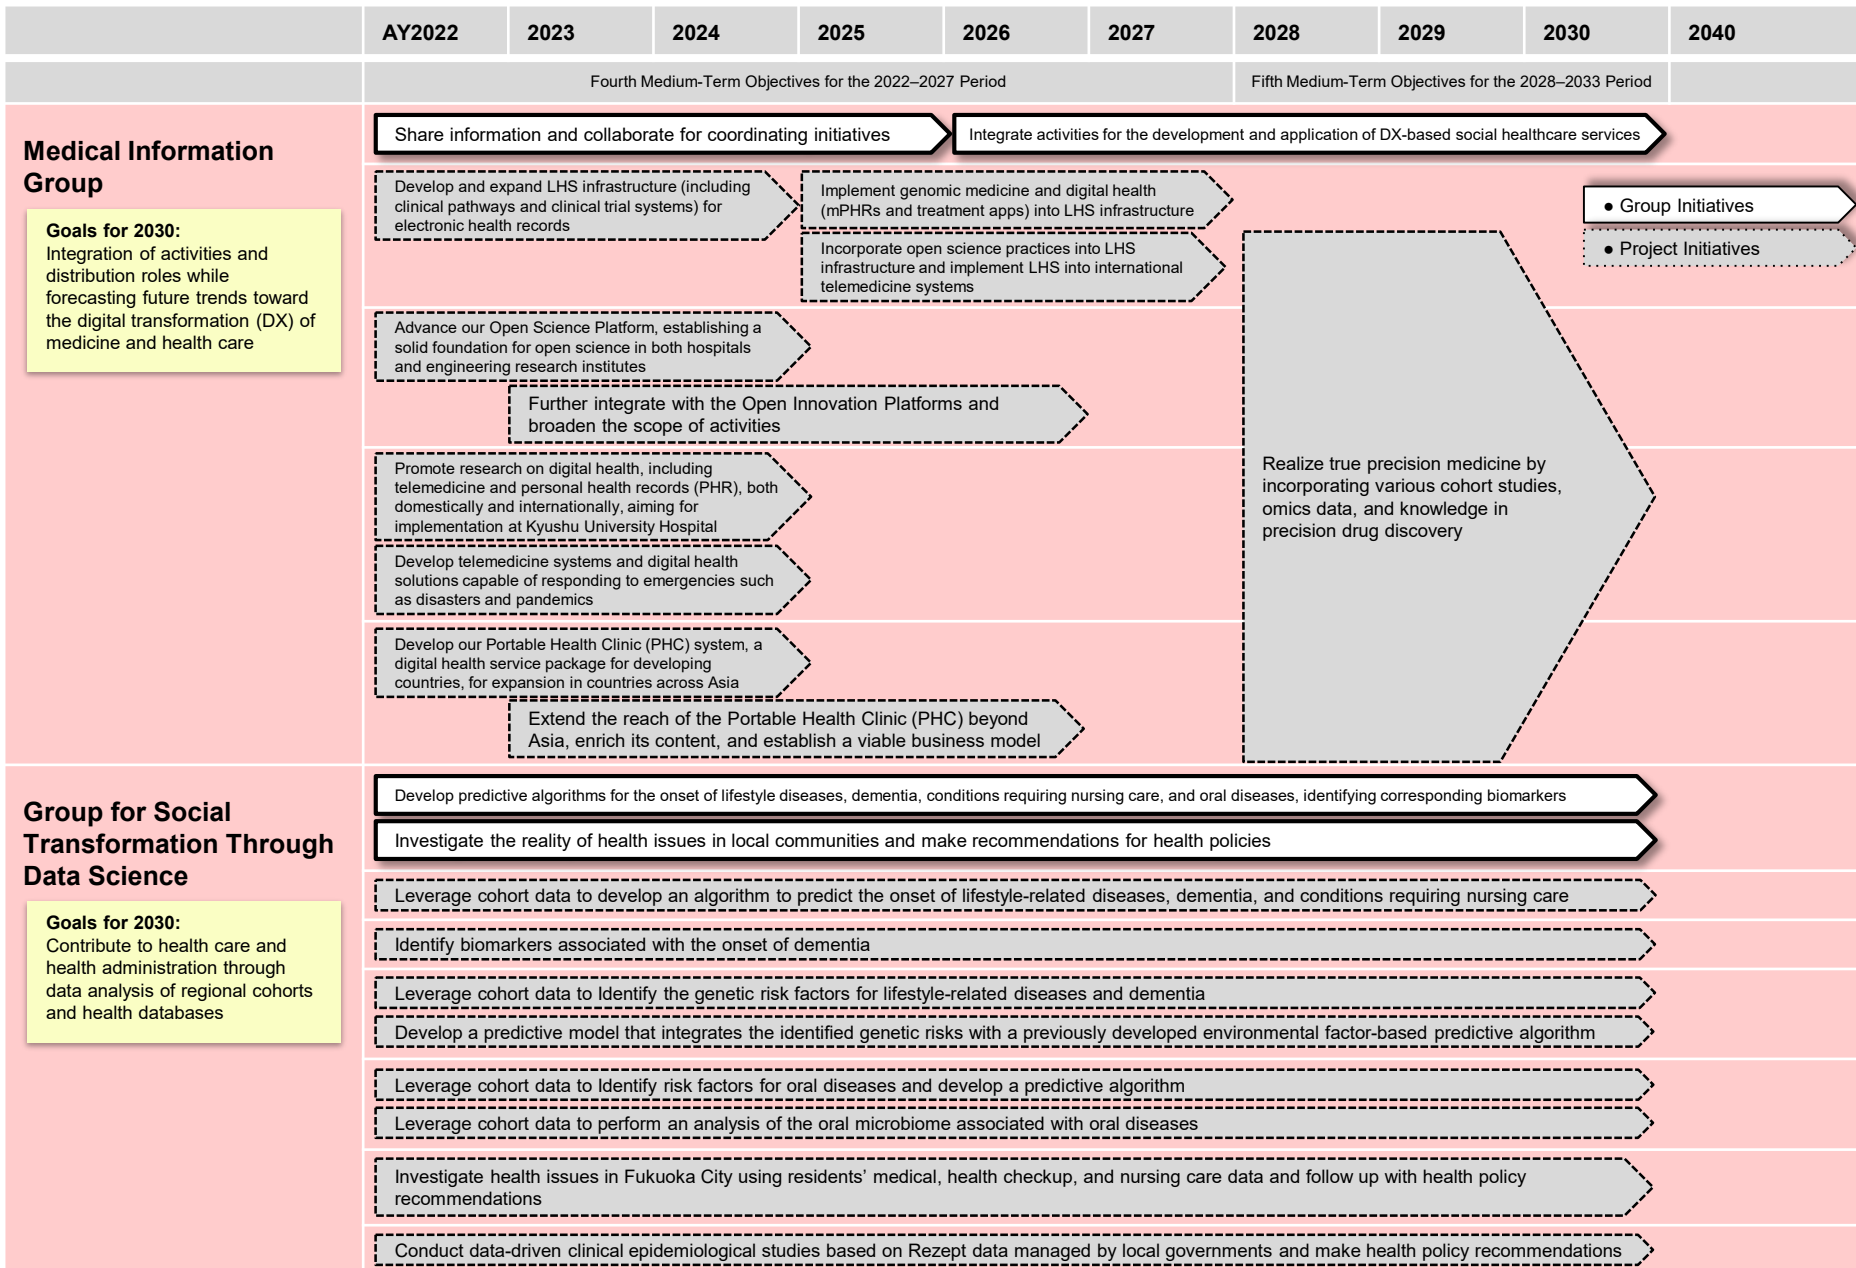 AY2022 2023 2024 2025 2026 2027 2028 2029 2030 2040
Fourth Medium-Term Objectives for the 2022–2027 Period
Fifth Medium-Term Objectives for the 2028–2033 Period
Medical Information
Group
Goals for 2030:
Integration of activities and
distribution roles while
forecasting future trends toward
the digital transformation (DX) of
medicine and health care
Share information and collaborate for coordinating initiatives
Integrate activities for the development and application of DX-based social healthcare services
Develop and expand LHS infrastructure (including
clinical pathways and clinical trial systems) for
electronic health records
Implement genomic medicine and digital health
(mPHRs and treatment apps) into LHS infrastructure
Incorporate open science practices into LHS
infrastructure and implement LHS into international
telemedicine systems
● Group Initiatives
● Project Initiatives
Advance our Open Science Platform, establishing a
solid foundation for open science in both hospitals
and engineering research institutes
Further integrate with the Open Innovation Platforms and
broaden the scope of activities
Promote research on digital health, including
telemedicine and personal health records (PHR), both
domestically and internationally, aiming for
implementation at Kyushu University Hospital
Develop telemedicine systems and digital health
solutions capable of responding to emergencies such
as disasters and pandemics
Realize true precision medicine by
incorporating various cohort studies,
omics data, and knowledge in
precision drug discovery
Develop our Portable Health Clinic (PHC) system, a
digital health service package for developing
countries, for expansion in countries across Asia
Extend the reach of the Portable Health Clinic (PHC) beyond
Asia, enrich its content, and establish a viable business model
Group for Social
Transformation Through
Data Science
Goals for 2030:
Contribute to health care and
health administration through
data analysis of regional cohorts
and health databases
Develop predictive algorithms for the onset of lifestyle diseases, dementia, conditions requiring nursing care, and oral diseases, identifying corresponding biomarkers
Investigate the reality of health issues in local communities and make recommendations for health policies
Leverage cohort data to develop an algorithm to predict the onset of lifestyle-related diseases, dementia, and conditions requiring nursing care
Identify biomarkers associated with the onset of dementia
Leverage cohort data to Identify the genetic risk factors for lifestyle-related diseases and dementia
Develop a predictive model that integrates the identified genetic risks with a previously developed environmental factor-based predictive algorithm
Leverage cohort data to Identify risk factors for oral diseases and develop a predictive algorithm
Leverage cohort data to perform an analysis of the oral microbiome associated with oral diseases
Investigate health issues in Fukuoka City using residents’ medical, health checkup, and nursing care data and follow up with health policy
recommendations
Conduct data-driven clinical epidemiological studies based on Rezept data managed by local governments and make health policy recommendations